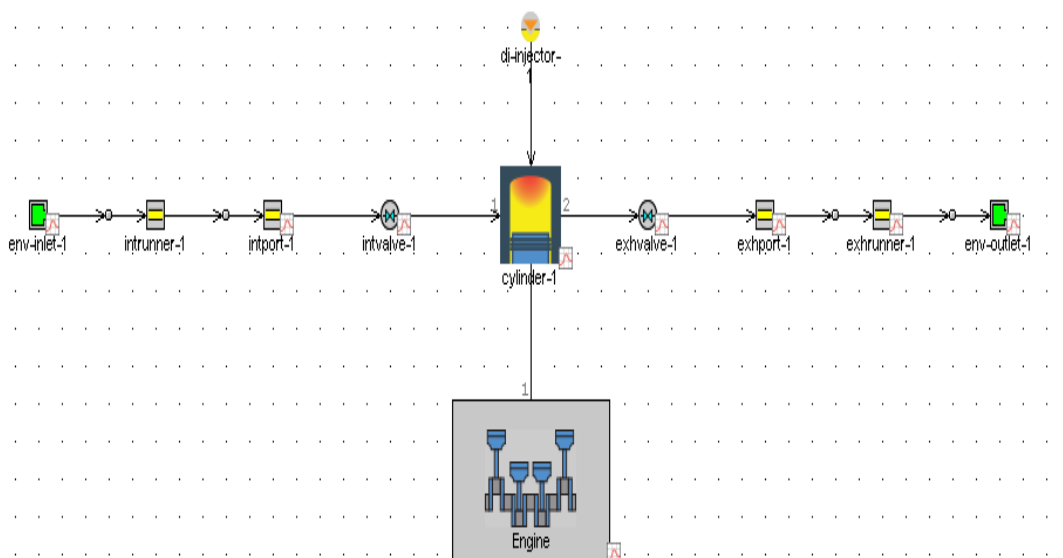 di-injector-
1
1
2
env-inlet-1
intrunner-1
intport-1
intvalve-1
exhvalve-1
exhport-1
exhrunner-1
env-outlet-1
cylinder-1
1
Engine